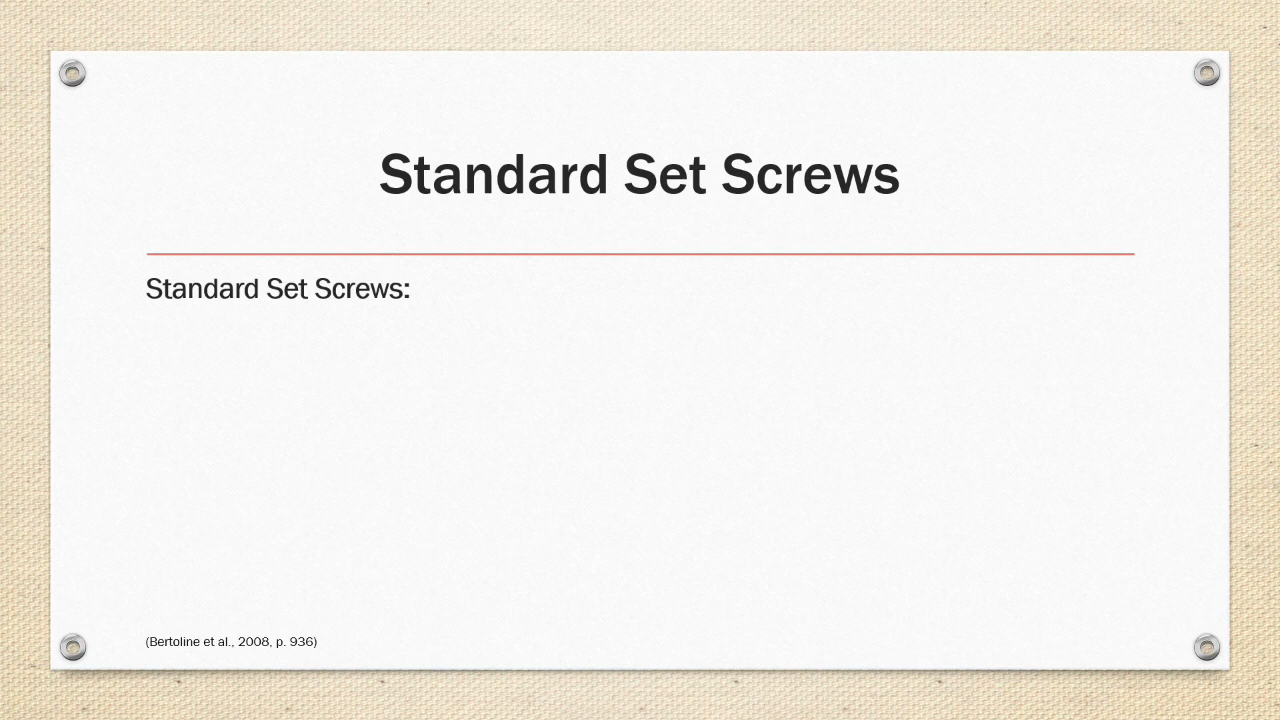 Standard Set Screws
Standard Set Screws:
(Bertoline et al., 2008, p. 936)